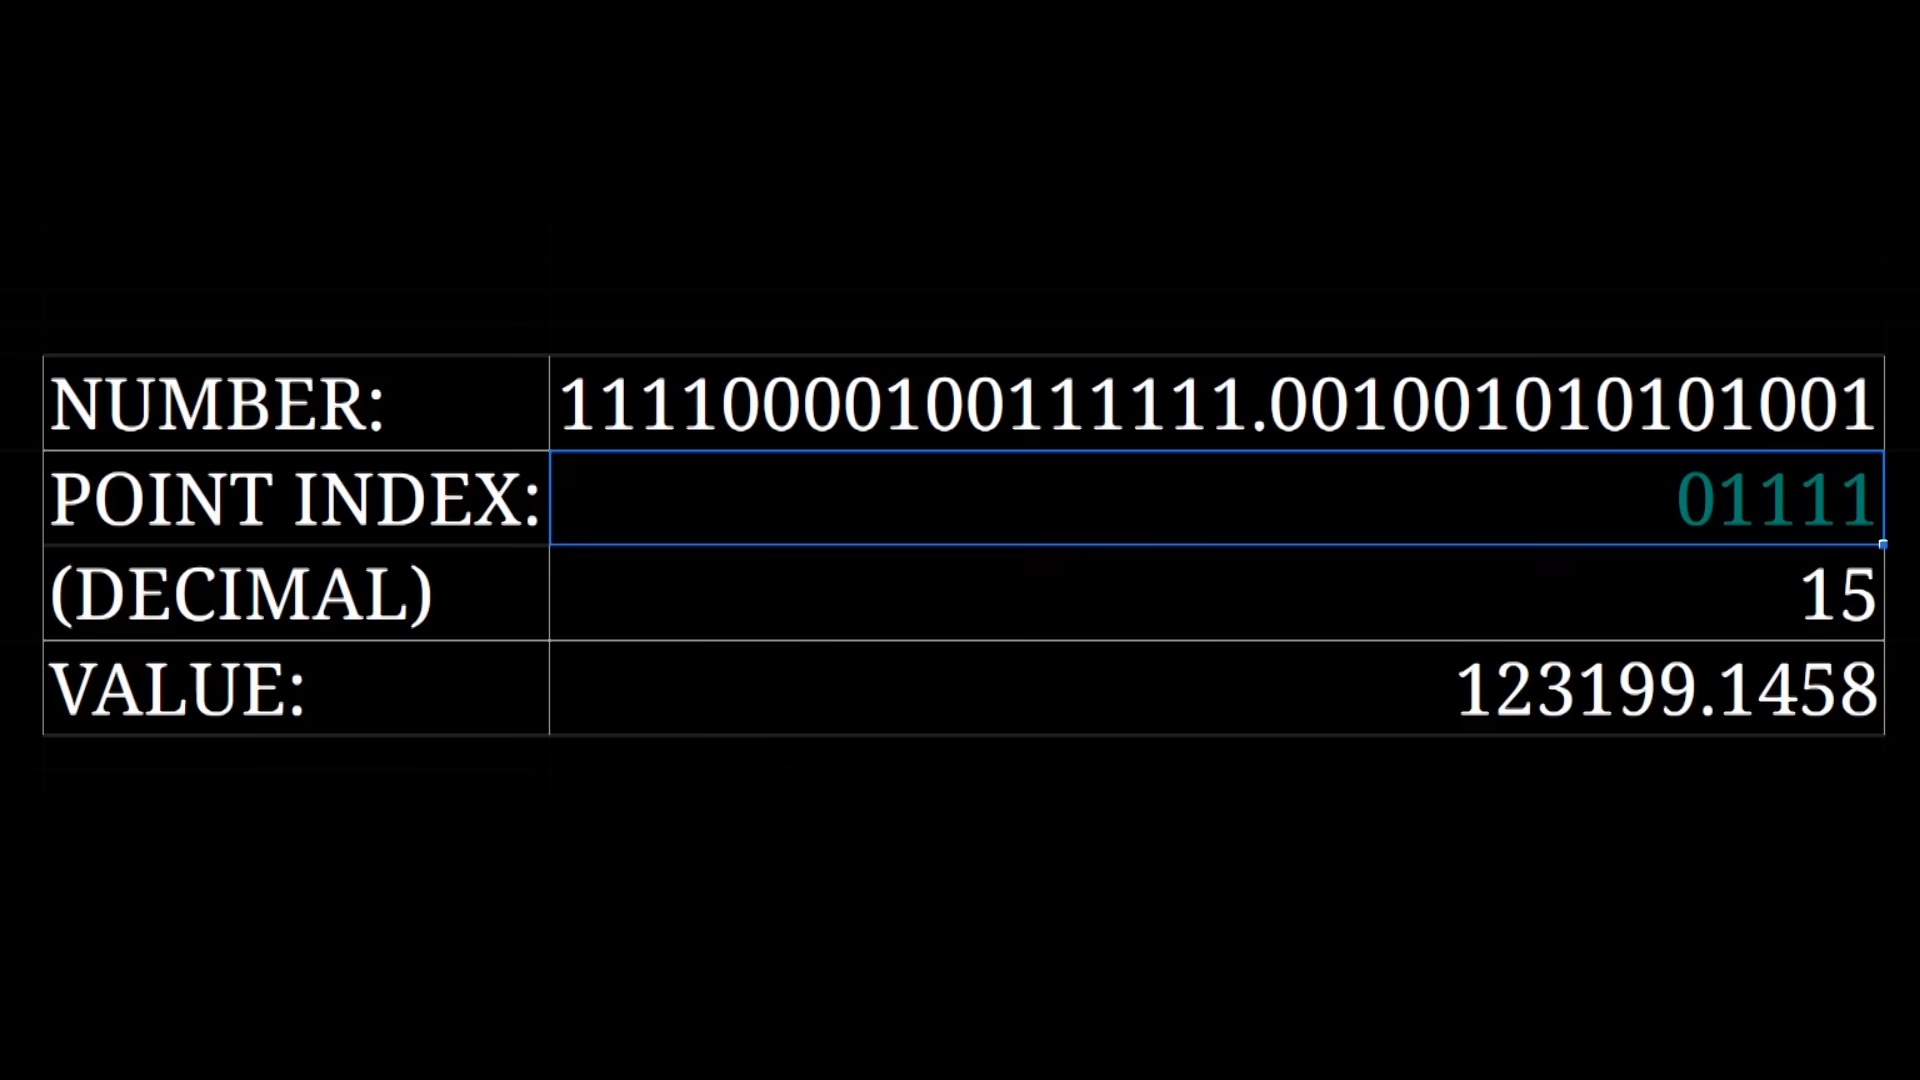 NUMBER: 11110000100111111.001001010101001
POINT INDEX: 01111
(DECIMAL) 15
VALUE: 123199.1458